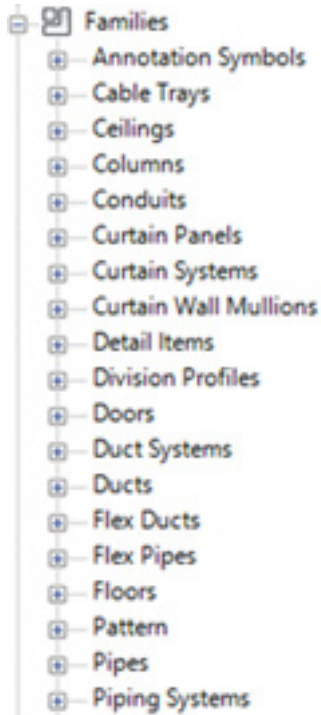 Families
Annotation Symbols
Cable Trays
Ceilings
Columns
Conduits
Curtain Panels
Curtain Systems
Curtain Wall Mullions
Detail Items
Division Profiles
Doors
Duct Systems
Ducts
Flex Ducts
Flex Pipes
Floors
Pattern
Pipes
Piping Systems